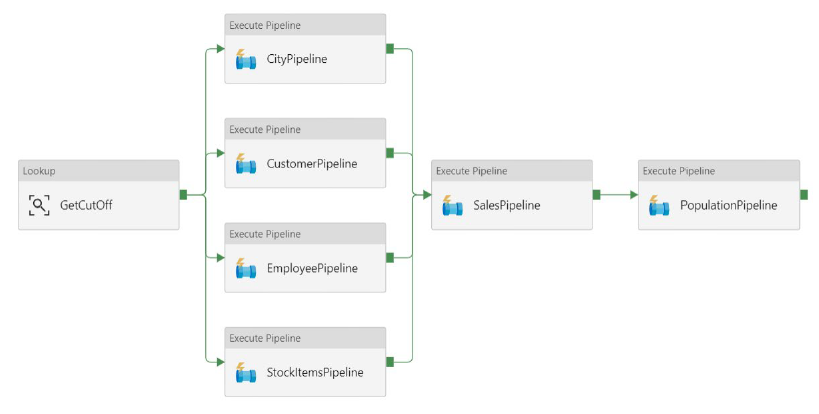 Execute Pipeline
CityPipeline
Execute Pipeline
CustomerPipeline
Lookup
GetCutOff
Execute Pipeline
SalesPipeline
Execute Pipeline
PopulationPipeline
Execute Pipeline
EmployeePipeline
Execute Pipeline
StockItemsPipeline